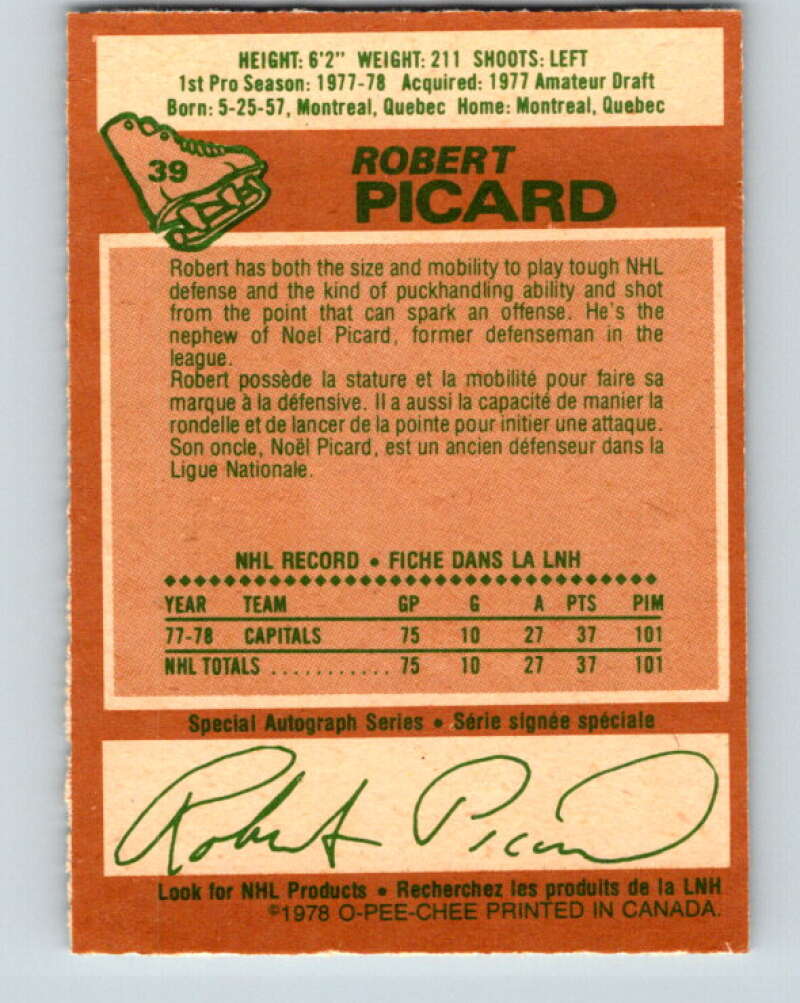 HEIGHT: 6'2" WEIGHT: 211 SHOOTS: LEFT
1st Pro Season: 1977-78 Acquired: 1977 Amateur Draft
Born: 5-25-57, Montreal, Quebec Home: Montreal, Quebec
39
ROBERT
PICARD
Robert has both the size and mobility to play tough NHL
defense and the kind of puckhandling ability and shot
from the point that can spark an offense. He's the
nephew of Noel Picard, former defenseman in the
league.
Robert possède la stature et la mobilité pour faire sa
marque à la défensive. Il a aussi la capacité de manier la
rondelle et de lancer de la pointe pour initier une attaque.
Son oncle, Noël Picard, est un ancien défenseur dans la
Ligue Nationale.
NHL RECORD • FICHE DANS LA LNH
YEAR TEAM GP G A PTS PIM
77-78 CAPITALS 75 10 27 37 101
NHL TOTALS ........... 75 10 27 37 101
Special Autograph Series • Série signée spéciale
Robert Picard
Look for NHL Products • Recherchez les produits de la LNH
©1978 O-PEE-CHEE PRINTED IN CANADA.